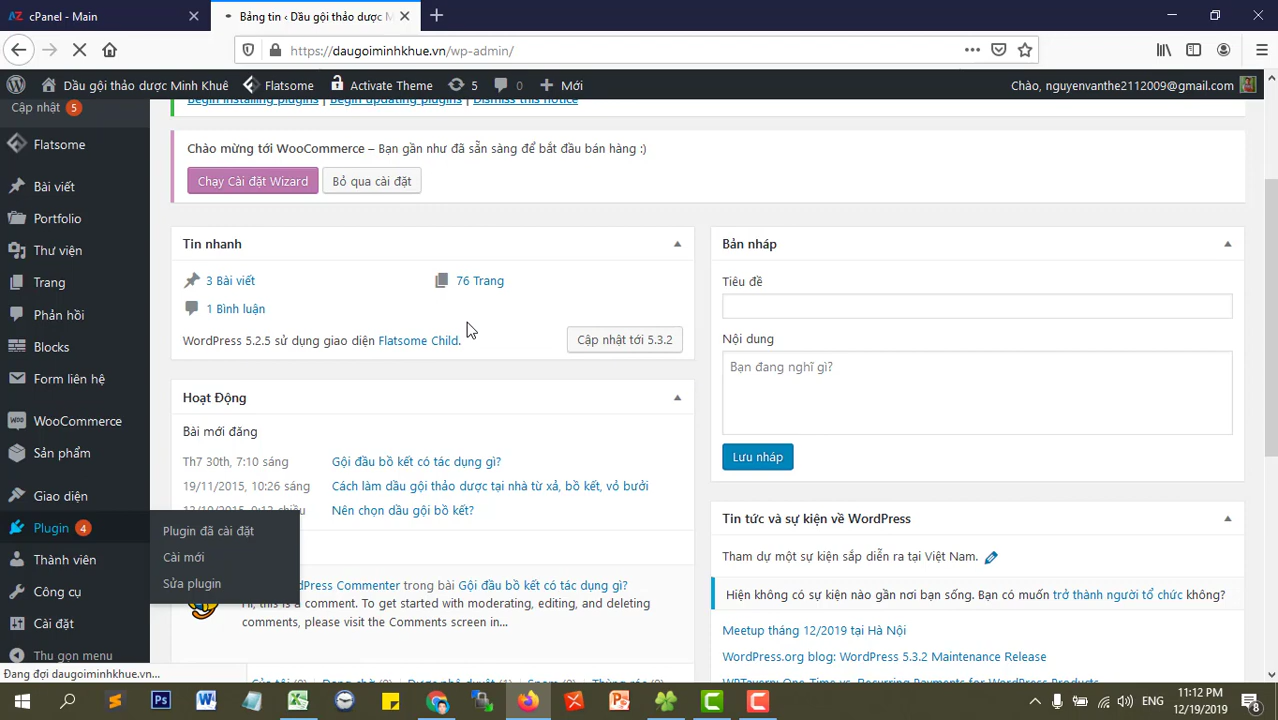 cPanel - Main
Bảng tin ‹ Dầu gội thảo dược M
https://daugoiminhkhue.vn/wp-admin/
Dầu gội thảo dược Minh Khuê
Flatsome
Activate Theme
5
0
Mới
Chào, nguyenvanthe2112009@gmail.com
Cập nhật 5
Flatsome
Bài viết
Portfolio
Thư viện
Trang
Phản hồi
Blocks
Form liên hệ
WooCommerce
Sản phẩm
Giao diện
Plugin 4
Thành viên
Công cụ
Cài đặt
Thu gọn menu
Plugin đã cài đặt
Cài mới
Sửa plugin
Begin installing plugins | Begin updating plugins | Dismiss this notice
Chào mừng tới WooCommerce – Bạn gần như đã sẵn sàng để bắt đầu bán hàng :)
Chạy Cài đặt Wizard
Bỏ qua cài đặt
Tin nhanh
3 Bài viết
76 Trang
1 Bình luận
WordPress 5.2.5 sử dụng giao diện Flatsome Child.
Cập nhật tới 5.3.2
Hoạt Động
Bài mới đăng
Th7 30th, 7:10 sáng
Gội đầu bồ kết có tác dụng gì?
19/11/2015, 10:26 sáng
Cách làm dầu gội thảo dược tại nhà từ xả, bồ kết, vỏ bưởi
Nên chọn dầu gội bồ kết?
Commenter trong bài Gội đầu bồ kết có tác dụng gì?
Hi, this is a comment. To get started with moderating, editing, and deleting
comments, please visit the Comments screen in...
Bản nháp
Tiêu đề
Nội dung
Bạn đang nghĩ gì?
Lưu nháp
Tin tức và sự kiện về WordPress
Tham dự một sự kiện sắp diễn ra tại Việt Nam.
Hiện không có sự kiện nào gần nơi bạn sống. Bạn có muốn trở thành người tổ chức không?
Meetup tháng 12/2019 tại Hà Nội
WordPress.org blog: WordPress 5.3.2 Maintenance Release
WPTavern: One-Time vs. Recurring Payments for WordPress Products
Đang đợi daugoiminhkhue.vn...
ENG
11:12 PM
12/19/2019
8